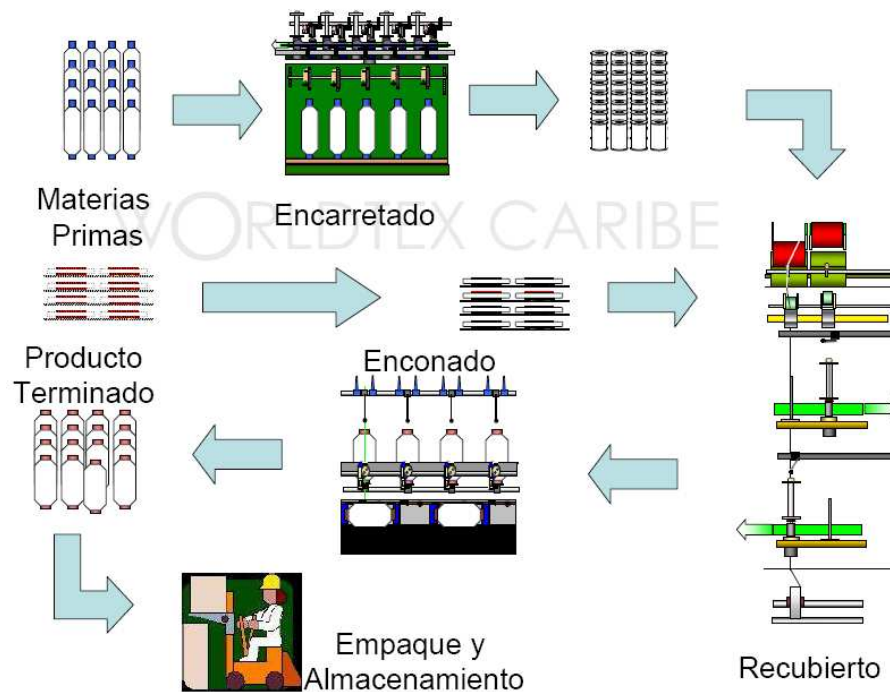 Materias
Primas
Encarretado
WORLDTEX CARIBE
Producto
Terminado
Enconado
Empaque y
Almacenamiento
Recubierto